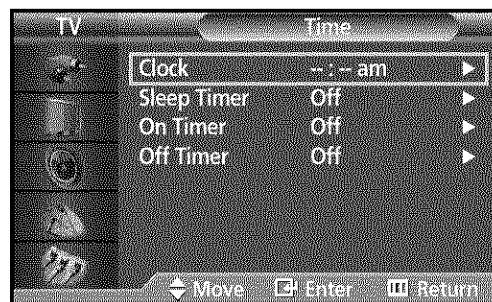 TV Time
Clock -- : -- am ▶
Sleep Timer Off ▶
On Timer Off ▶
Off Timer Off ▶
Move Enter Return